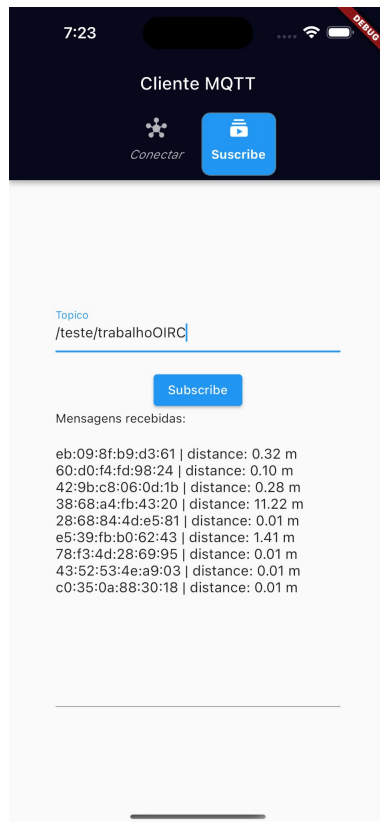 7:23
DEBUG
Cliente MQTT
Conectar
Suscribe
Topico
/teste/trabalhoOIRC
Subscribe
Mensagens recebidas:
eb:09:8f:b9:d3:61 | distance: 0.32 m
60:d0:f4:fd:98:24 | distance: 0.10 m
42:9b:c8:06:0d:1b | distance: 0.28 m
38:68:a4:fb:43:20 | distance: 11.22 m
28:68:84:4d:e5:81 | distance: 0.01 m
e5:39:fb:b0:62:43 | distance: 1.41 m
78:f3:4d:28:69:95 | distance: 0.01 m
43:52:53:4e:a9:03 | distance: 0.01 m
c0:35:0a:88:30:18 | distance: 0.01 m